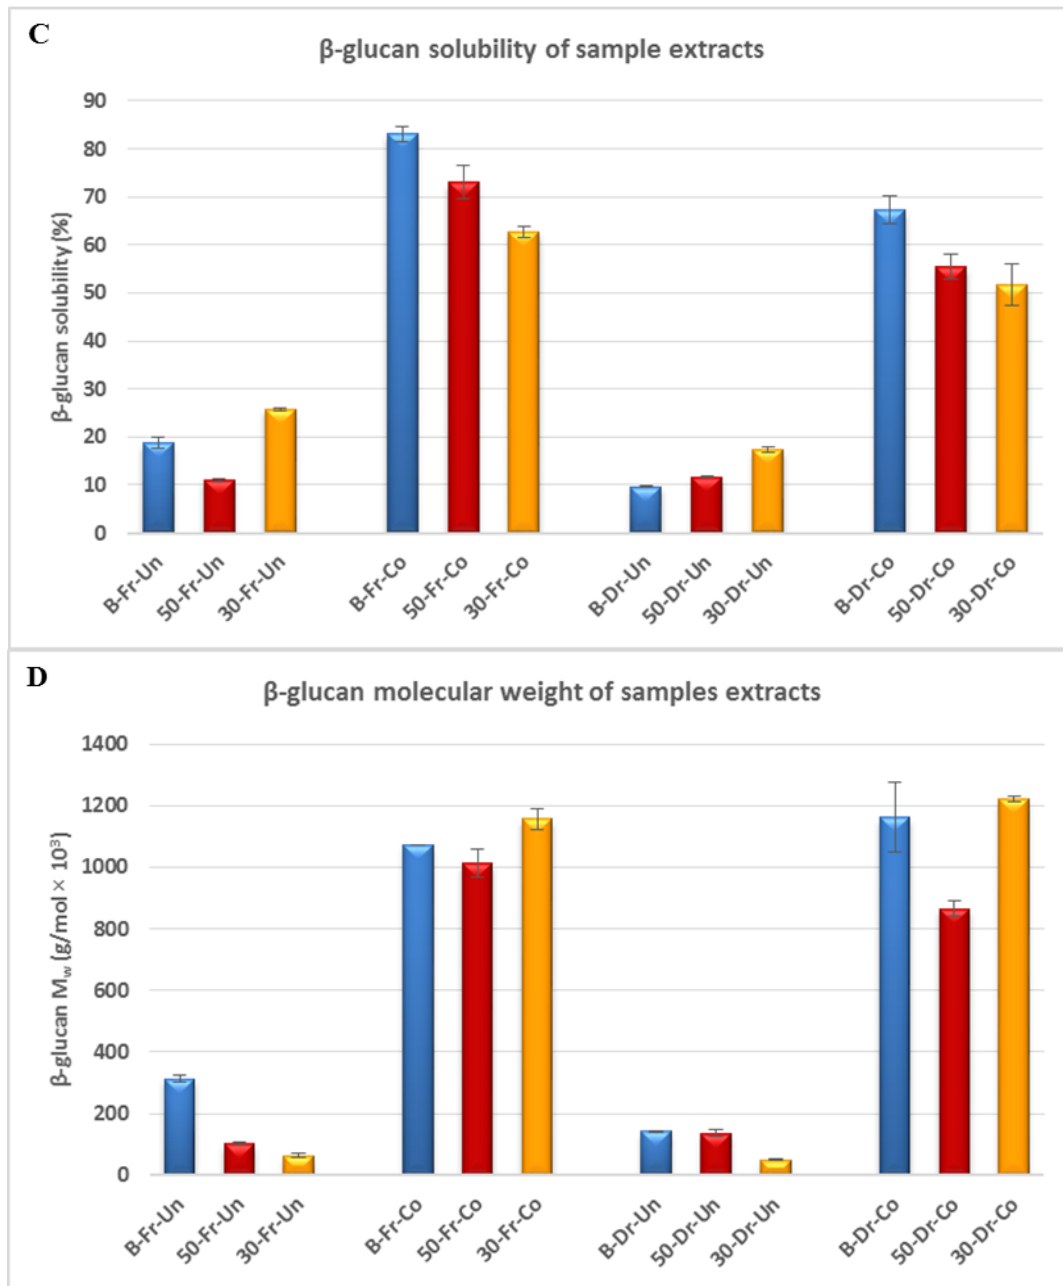 C
β-glucan solubility of sample extracts
β-glucan solubility (%)
90
80
70
60
50
40
30
20
10
0
B-Fr-Un
50-Fr-Un
30-Fr-Un
B-Fr-Co
50-Fr-Co
30-Fr-Co
B-Dr-Un
50-Dr-Un
30-Dr-Un
B-Dr-Co
50-Dr-Co
30-Dr-Co
D
β-glucan molecular weight of samples extracts
β-glucan Mw (g/mol × 10³)
1400
1200
1000
800
600
400
200
0
B-Fr-Un
50-Fr-Un
30-Fr-Un
B-Fr-Co
50-Fr-Co
30-Fr-Co
B-Dr-Un
50-Dr-Un
30-Dr-Un
B-Dr-Co
50-Dr-Co
30-Dr-Co